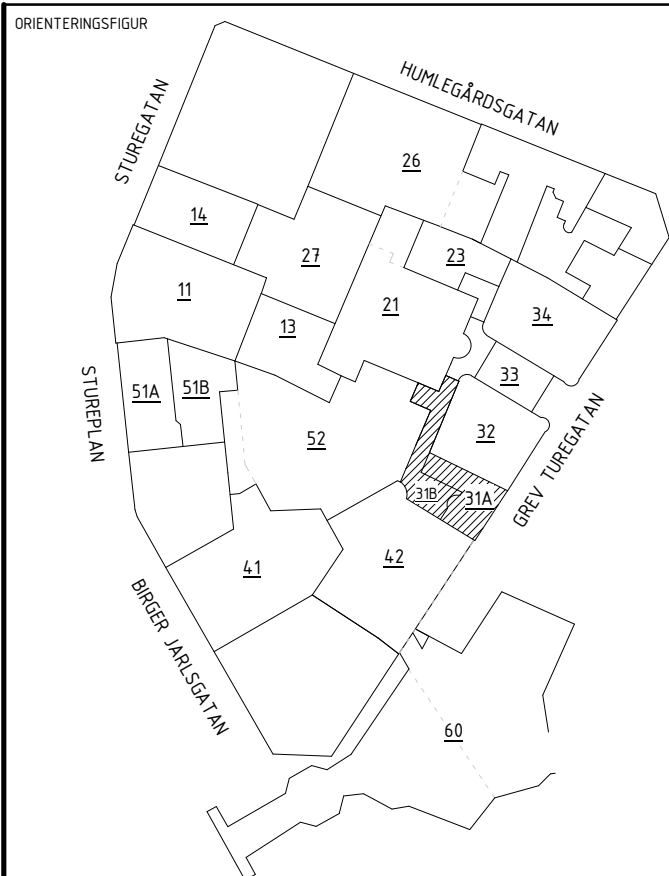 ORIENTERINGSFIGUR
HUMLEGÅRDSGATAN
STUREGATAN
26
14
23
27
11
21
34
13
33
51A
51B
STUREPLAN
52
32
GREV TUREGATAN
31B
31A
42
41
BIRGER JARLSGATAN
60